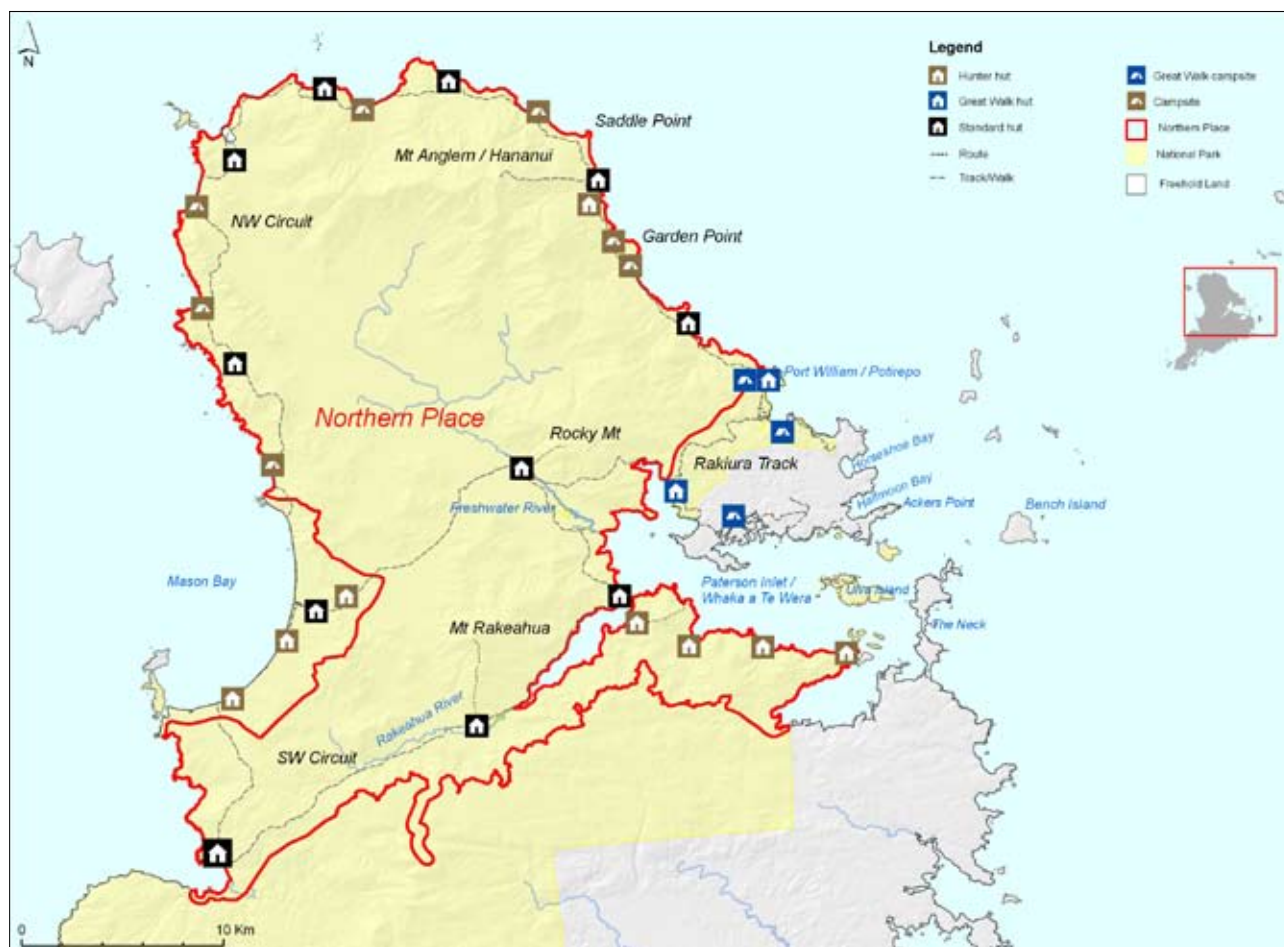 N
Legend
Hunter hut
Great Walk hut
Standard hut
Route
Track/Walk
Great Walk campsite
Campsite
Northern Place
National Park
Freehold Land
Saddle Point
Mt Anglem / Hananui
NW Circuit
Garden Point
Port William / Potirepo
Northern Place
Rocky Mt
Rakiura Track
Horseshoe Bay
Halfmoon Bay
Ackers Point
Bench Island
Freshwater River
Mason Bay
Paterson Inlet /
Whaka a Te Wera
Ulva Island
The Neck
Mt Rakeahua
Rakeahua River
SW Circuit
0
10 Km